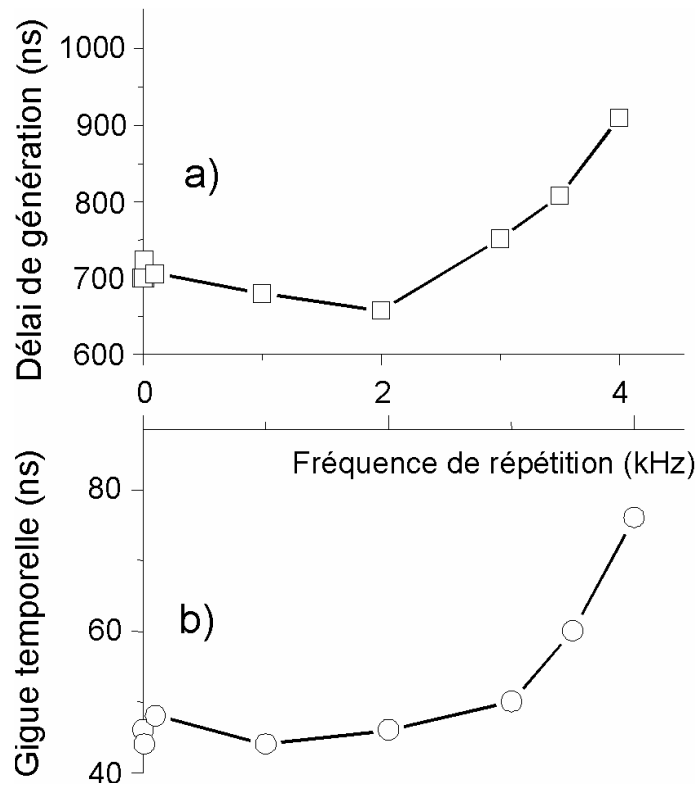 Délai de génération (ns)
1000
900
800
700
600
a)
0
2
4
Fréquence de répétition (kHz)
Gigue temporelle (ns)
80
60
40
b)